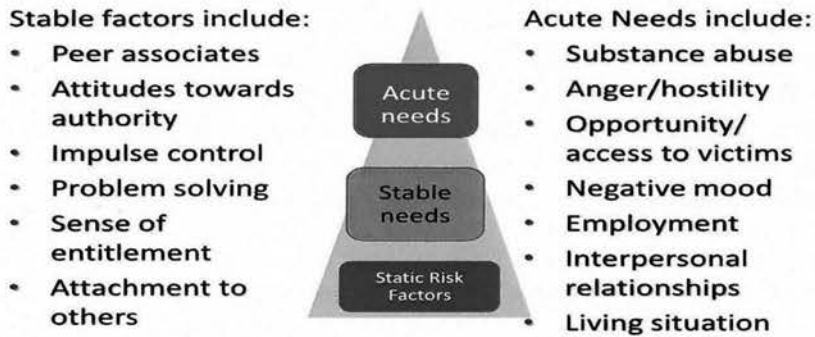 Stable factors include:
• Peer associates
• Attitudes towards
authority
• Impulse control
• Problem solving
• Sense of
entitlement
• Attachment to
others
Acute
needs
Stable
needs
Static Risk
Factors
Acute Needs include:
• Substance abuse
• Anger/hostility
• Opportunity/
access to victims
• Negative mood
• Employment
• Interpersonal
relationships
• Living situation